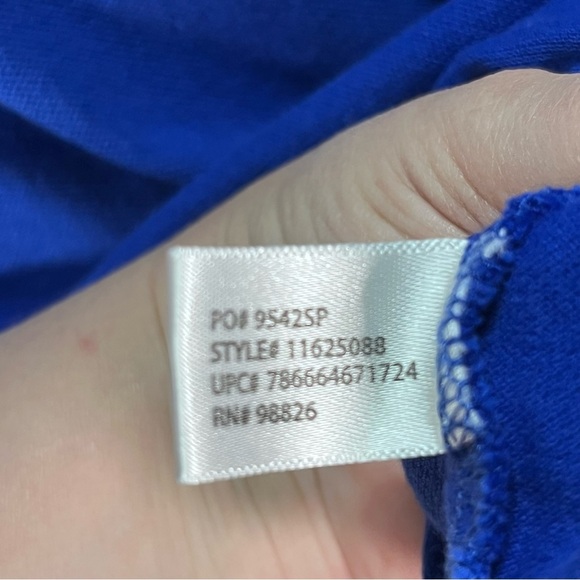 PO# 9542SP
STYLE# 11625088
UPC# 786664671724
RN# 98826